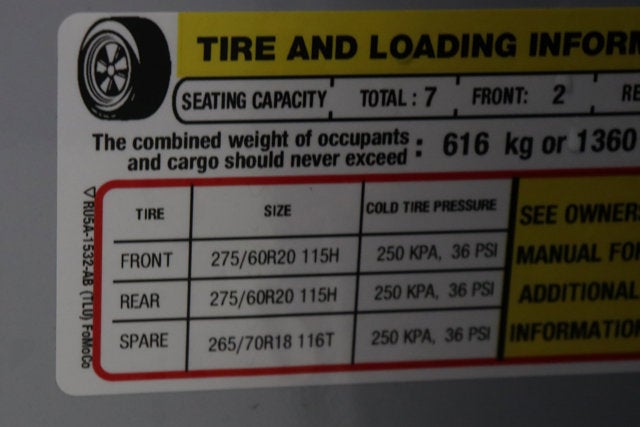 TIRE AND LOADING INFORM
SEATING CAPACITY TOTAL : 7 FRONT: 2 RE
The combined weight of occupants
and cargo should never exceed : 616 kg or 1360
TIRE SIZE COLD TIRE PRESSURE SEE OWNER
FRONT 275/60R20 115H 250 KPA, 36 PSI MANUAL FO
REAR 275/60R20 115H 250 KPA, 36 PSI ADDITIONAL
SPARE 265/70R18 116T 250 KPA, 36 PSI INFORMATIO
RU5A-1532-AB (TLU) FoMoCo